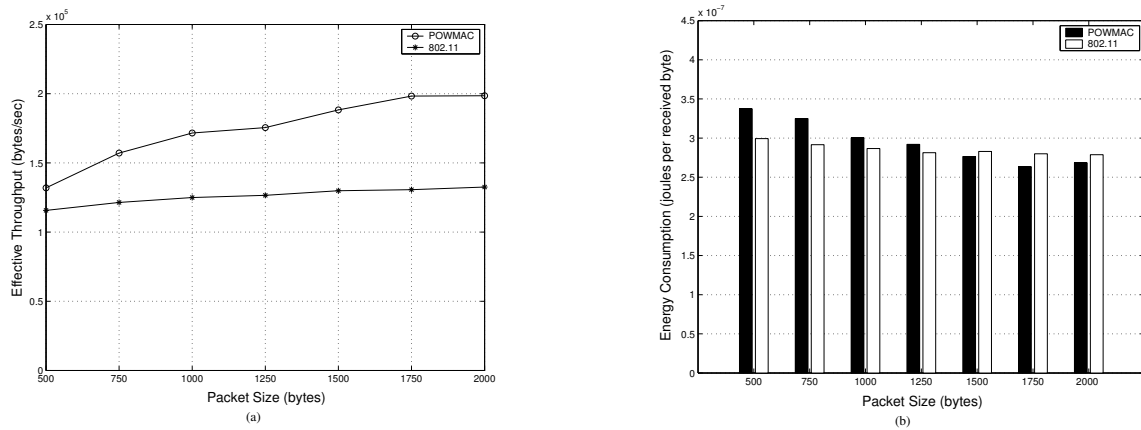 x 10⁵
2.5
2
1.5
1
0.5
0
500 750 1000 1250 1500 1750 2000
Effective Throughput (bytes/sec)
Packet Size (bytes)
POWMAC
802.11
(a)
x 10⁻⁷
4.5
4
3.5
3
2.5
2
1.5
1
0.5
0
500 750 1000 1250 1500 1750 2000
Energy Consumption (joules per received byte)
Packet Size (bytes)
POWMAC
802.11
(b)